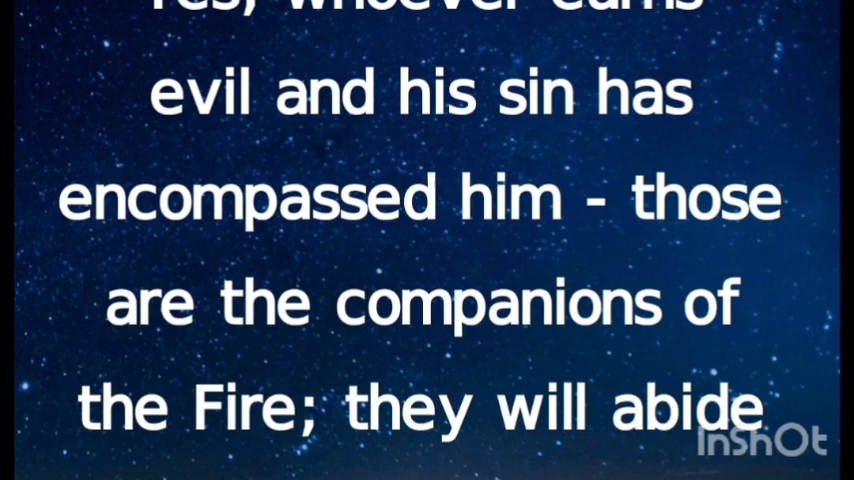 Yes, whoever earns
evil and his sin has
encompassed him - those
are the companions of
the Fire; they will abide
InShOt